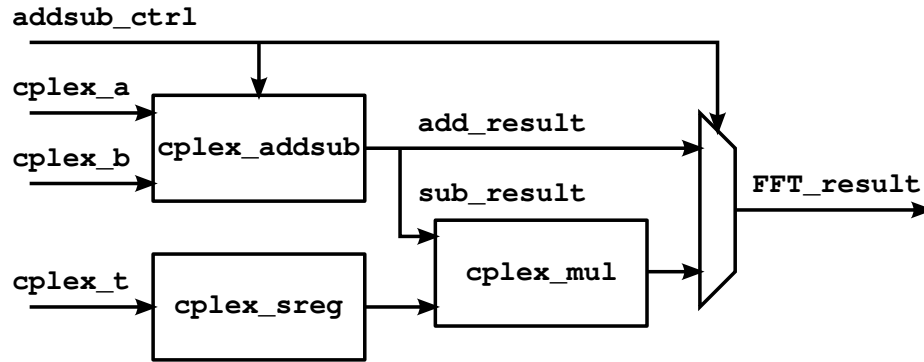 addsub_ctrl
cplex_a
cplex_b
cplex_addsub
add_result
sub_result
FFT_result
cplex_t
cplex_sreg
cplex_mul